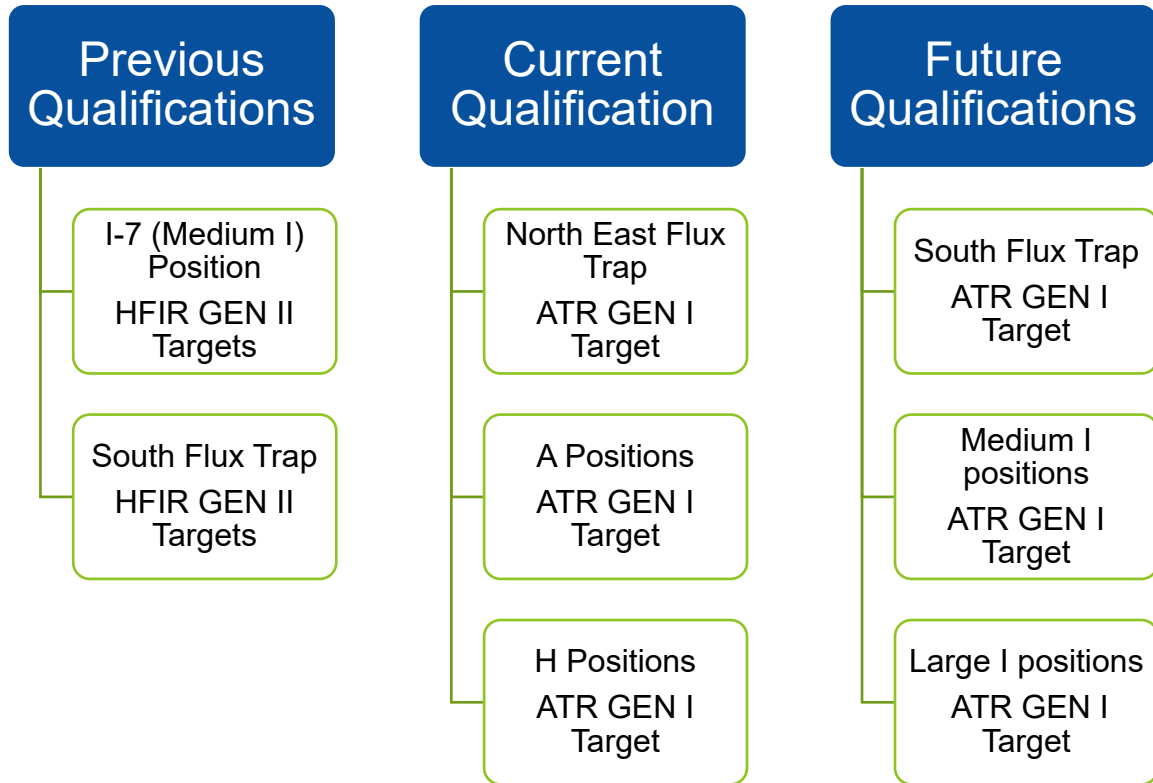 Previous
Qualifications
I-7 (Medium I)
Position
HFIR GEN II
Targets
South Flux Trap
HFIR GEN II
Targets
Current
Qualification
North East Flux
Trap
ATR GEN I
Target
A Positions
ATR GEN I
Target
H Positions
ATR GEN I
Target
Future
Qualifications
South Flux Trap
ATR GEN I
Target
Medium I
positions
ATR GEN I
Target
Large I positions
ATR GEN I
Target